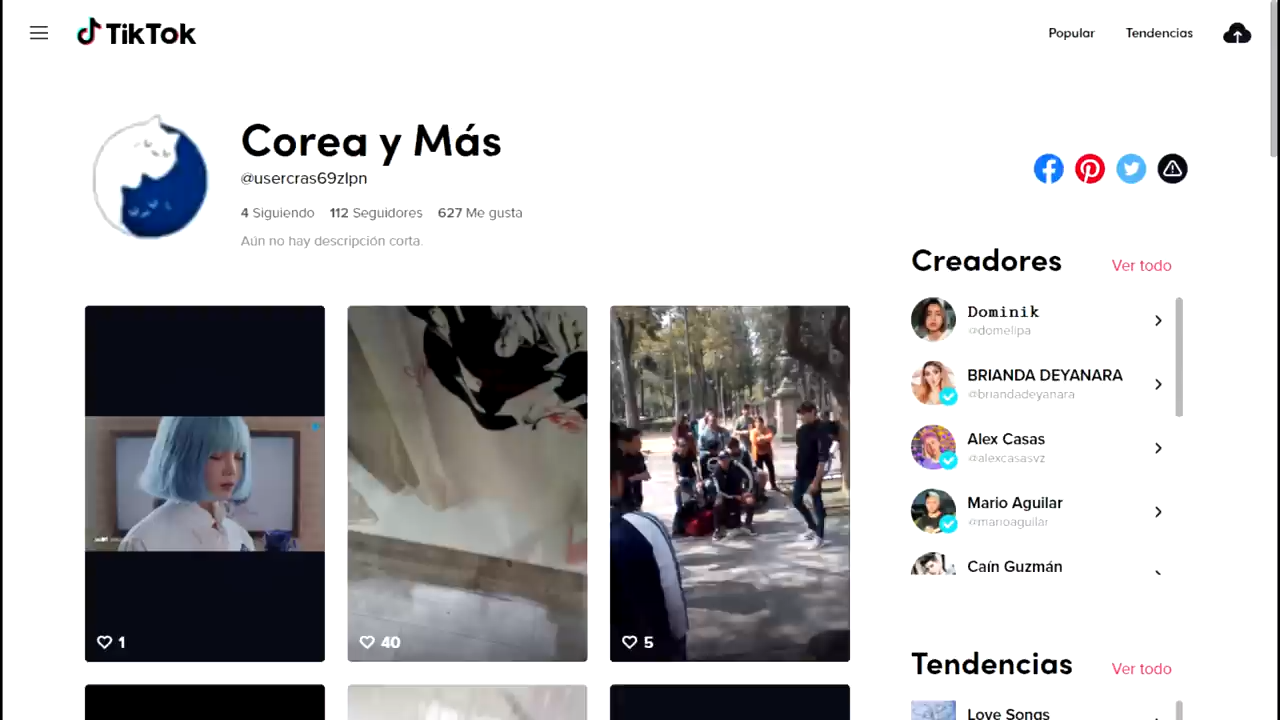 TikTok
Popular
Tendencias
Corea y Más
@usercras69zlpn
4 Siguiendo 112 Seguidores 627 Me gusta
Aún no hay descripción corta.
Creadores
Ver todo
Dominik
@domelipa
BRIANDA DEYANARA
@briandadeyanara
Alex Casas
@alexcasasvz
Mario Aguilar
@marioaguilar
Caín Guzmán
1
40
5
Tendencias
Ver todo
Love Songs